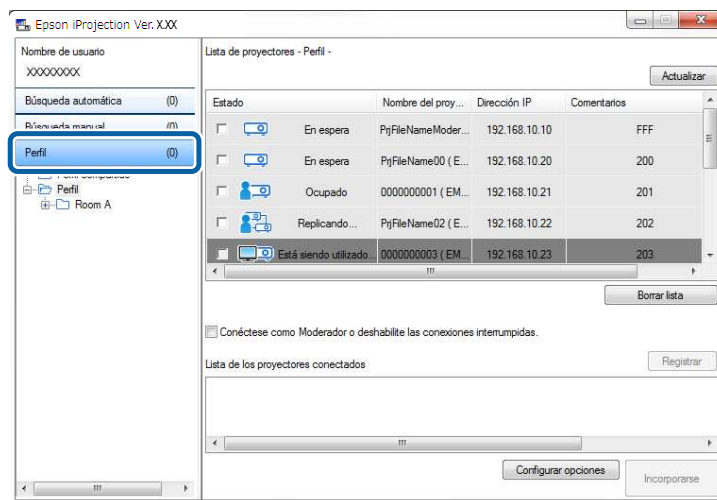 Epson iProjection Ver. X.XX
Nombre de usuario
XXXXXXXX
Búsqueda automática (0)
Búsqueda manual (0)
Perfil (0)
Perfil compartido
Perfil
Room A
Lista de proyectores - Perfil -
Actualizar
Estado Nombre del proy... Dirección IP Comentarios
En espera PrjFileNameModer... 192.168.10.10 FFF
En espera PrjFileName00 ( E... 192.168.10.20 200
Ocupado 0000000001 ( EM... 192.168.10.21 201
Replicando... PrjFileName02 ( E... 192.168.10.22 202
Está siendo utilizado... 0000000003 ( EM... 192.168.10.23 203
Borrar lista
Conéctese como Moderador o deshabilite las conexiones interrumpidas.
Lista de los proyectores conectados
Registrar
Configurar opciones
Incorporarse